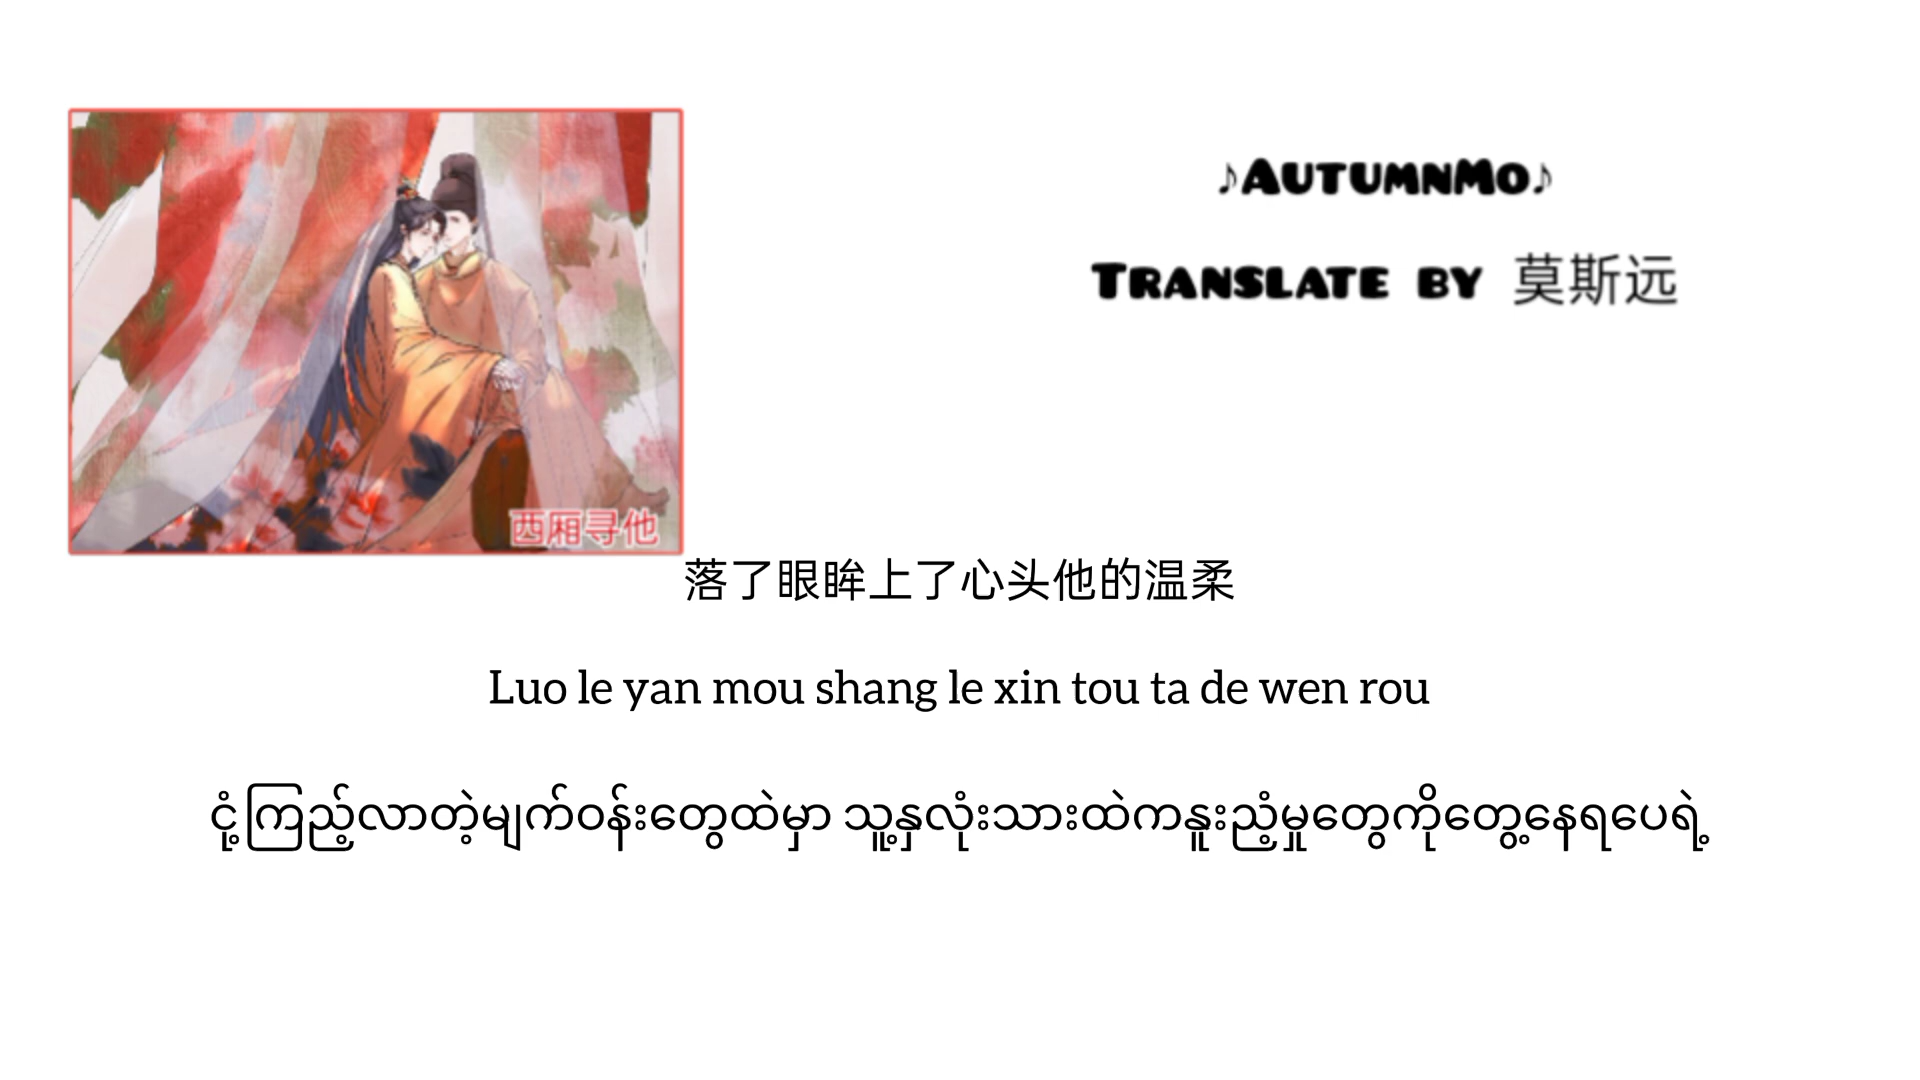 ♪AutumnMo♪
Translate by 莫斯远
西厢寻他
落了眼眸上了心头他的温柔
Luo le yan mou shang le xin tou ta de wen rou
ငုံ့ကြည့်လာတဲ့မျက်ဝန်းတွေထဲမှာ သူ့နှလုံးသားထဲကနူးညံ့မှုတွေကိုတွေ့နေရပေရဲ့